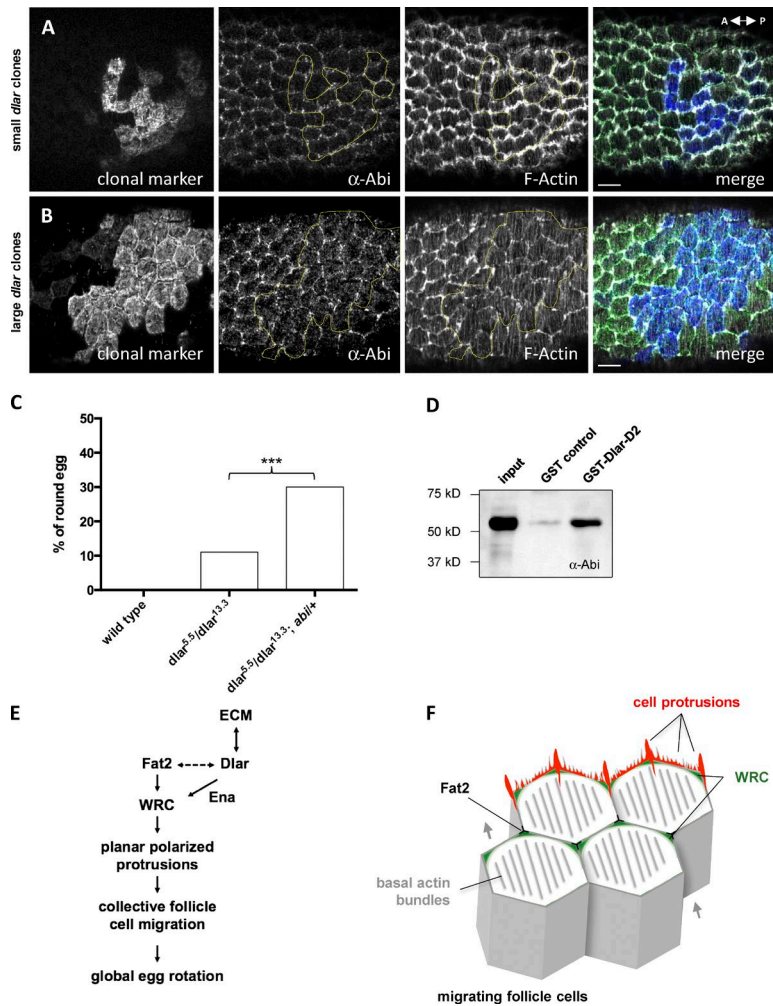 A
A P
small dlar clones
clonal marker
α-Abi
F-Actin
merge
B
large dlar clones
clonal marker
α-Abi
F-Actin
merge
C
50
40
30
20
10
0
% of round egg
***
wild type
dlar5.5/dlar13.3
dlar5.5/dlar13.3; abi/+
D
input
GST control
GST-Dlar-D2
75 kD
50 kD
37 kD
α-Abi
E
ECM
Fat2
Dlar
Ena
WRC
planar polarized
protrusions
collective follicle
cell migration
global egg rotation
F
cell protrusions
Fat2
WRC
basal actin
bundles
migrating follicle cells